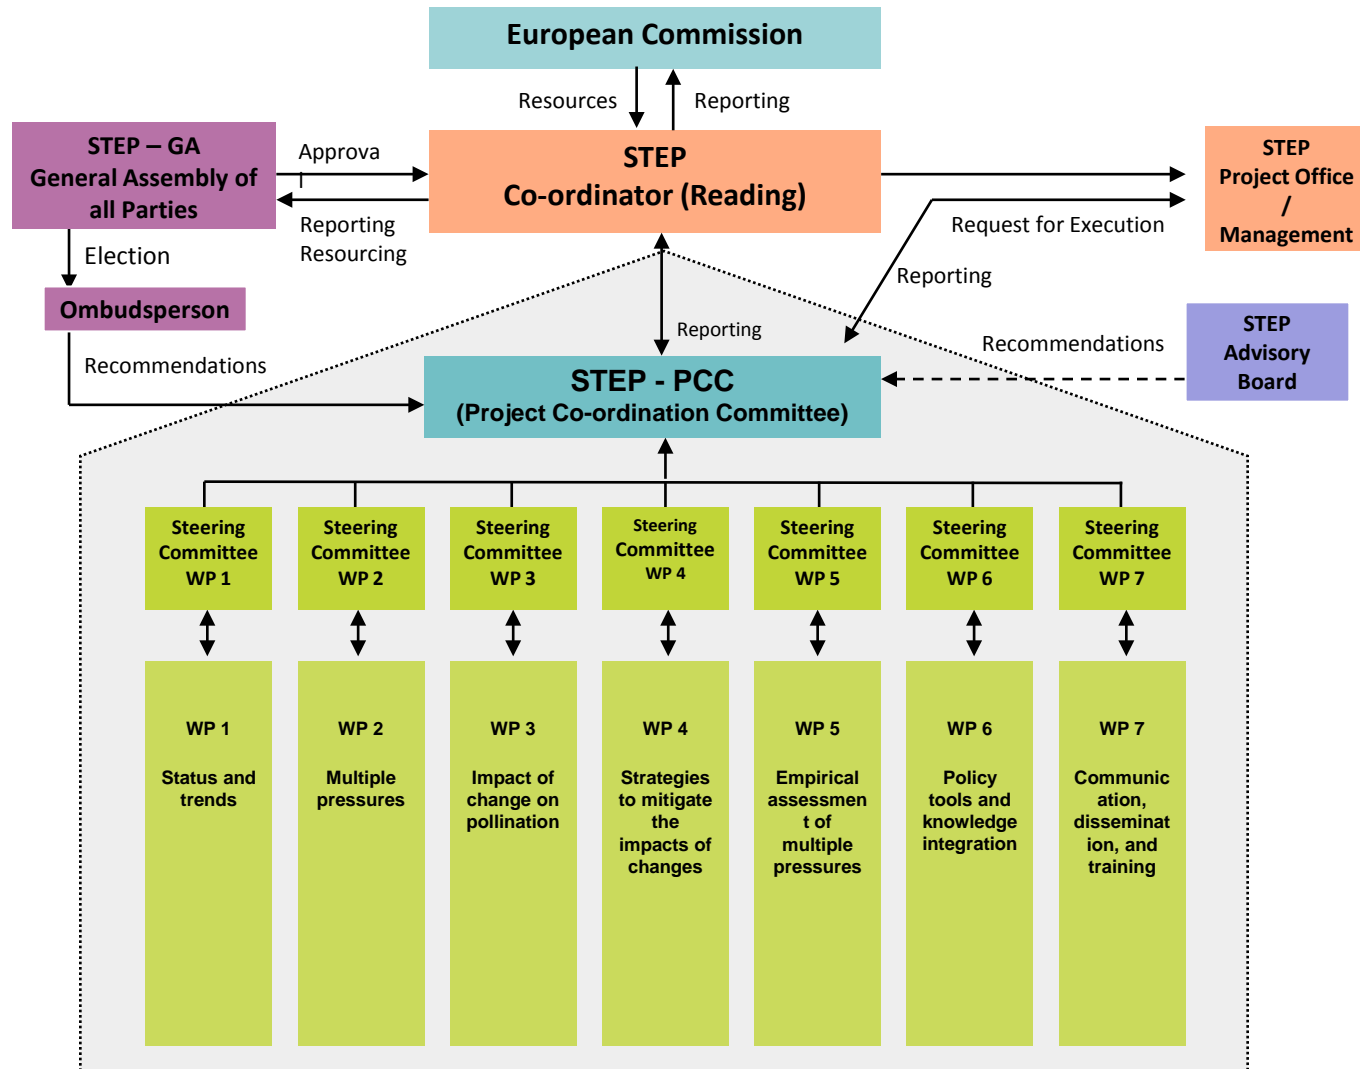 European Commission
Resources
Reporting
STEP – GA
General Assembly of
all Parties
Approva
l
STEP
Co-ordinator (Reading)
STEP
Project Office
/
Management
Reporting
Resourcing
Request for Execution
Election
Reporting
Ombudsperson
Reporting
STEP
Advisory
Board
Recommendations
Recommendations
STEP - PCC
(Project Co-ordination Committee)
Steering
Committee
WP 1
Steering
Committee
WP 2
Steering
Committee
WP 3
Steering
Committee
WP 4
Steering
Committee
WP 5
Steering
Committee
WP 6
Steering
Committee
WP 7
WP 1
Status and
trends
WP 2
Multiple
pressures
WP 3
Impact of
change on
pollination
WP 4
Strategies
to mitigate
the
impacts of
changes
WP 5
Empirical
assessmen
t of
multiple
pressures
WP 6
Policy
tools and
knowledge
integration
WP 7
Communic
ation,
disseminat
ion, and
training